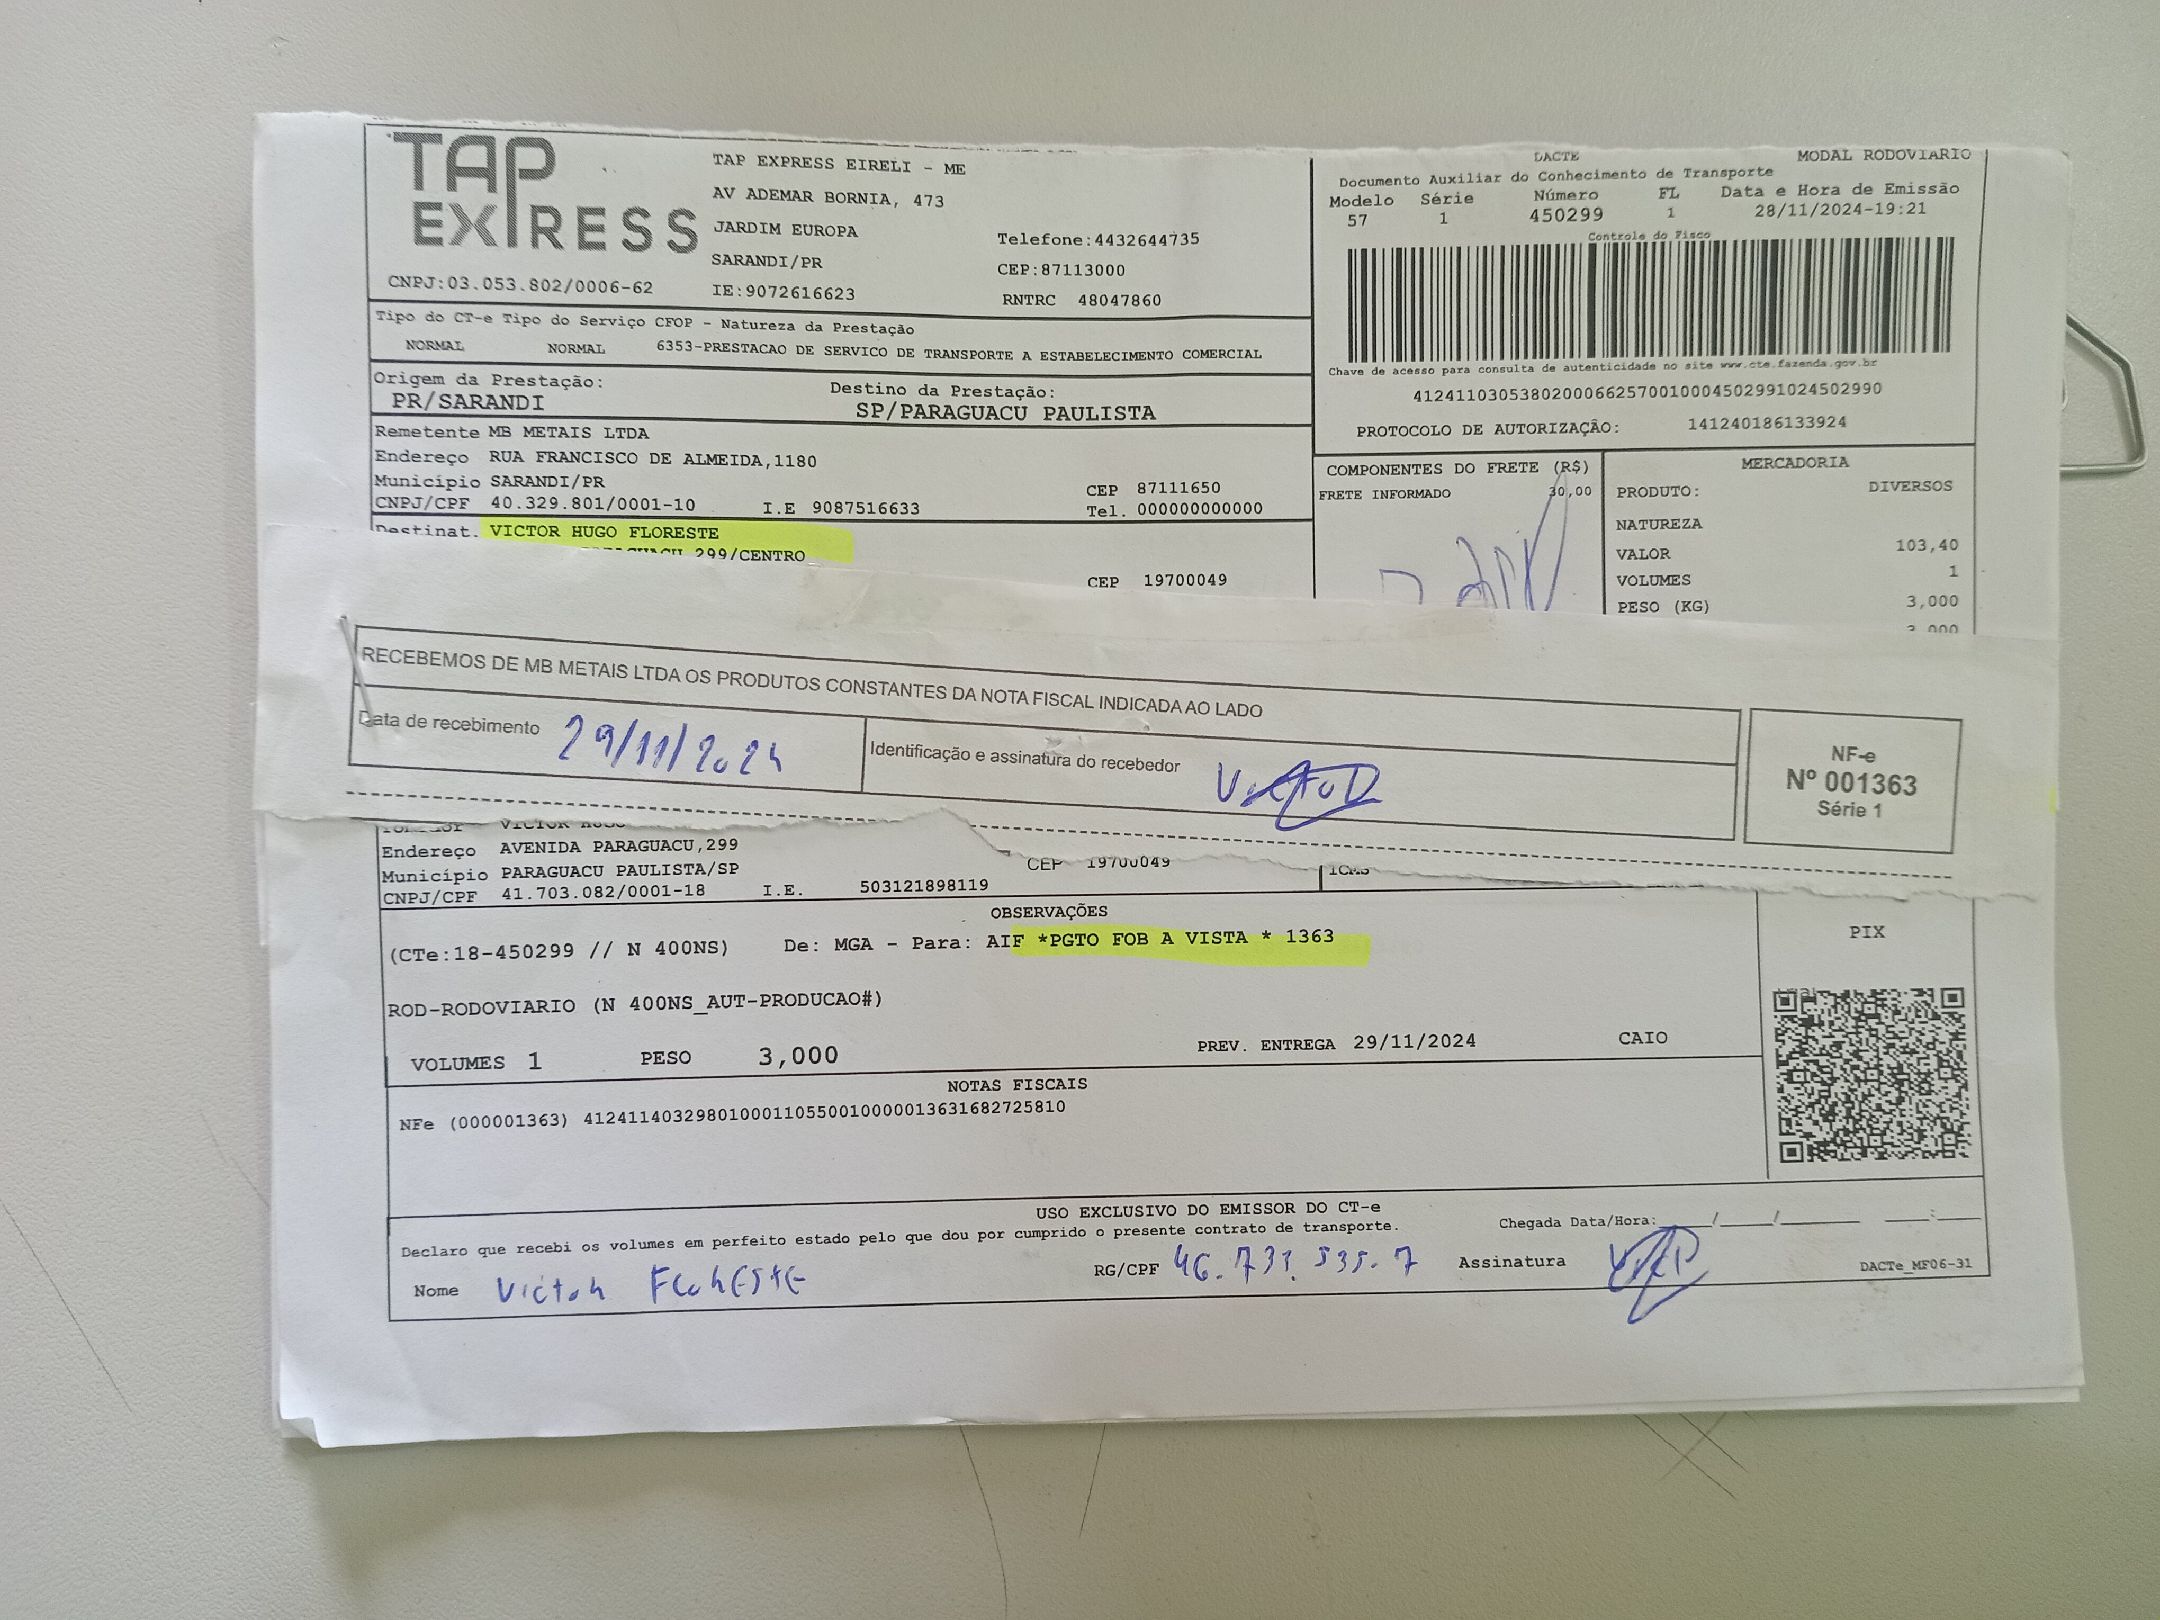 TAP
EXPRESS
CNPJ:03.053.802/0006-62
TAP EXPRESS EIRELI - ME
AV ADEMAR BORNIA, 473
JARDIM EUROPA
SARANDI/PR
IE:9072616623
Telefone:4432644735
CEP:87113000
RNTRC 48047860
DACTE MODAL RODOVIARIO
Documento Auxiliar do Conhecimento de Transporte
Modelo Série Número FL Data e Hora de Emissão
57 1 450299 1 28/11/2024-19:21
Controle do Fisco
Chave de acesso para consulta de autenticidade no site www.cte.fazenda.gov.br
41241103053802000662570010004502991024502990
PROTOCOLO DE AUTORIZAÇÃO: 141240186133924
Tipo do CT-e Tipo do Serviço CFOP - Natureza da Prestação
NORMAL NORMAL 6353-PRESTACAO DE SERVICO DE TRANSPORTE A ESTABELECIMENTO COMERCIAL
Origem da Prestação: Destino da Prestação:
PR/SARANDI SP/PARAGUACU PAULISTA
Remetente MB METAIS LTDA
Endereço RUA FRANCISCO DE ALMEIDA,1180
Município SARANDI/PR CEP 87111650
CNPJ/CPF 40.329.801/0001-10 I.E 9087516633 Tel. 000000000000
Destinat. VICTOR HUGO FLORESTE
299/CENTRO
CEP 19700049
COMPONENTES DO FRETE (R$)
FRETE INFORMADO 30,00
MERCADORIA
PRODUTO: DIVERSOS
NATUREZA
VALOR 103,40
VOLUMES 1
PESO (KG) 3,000
RECEBEMOS DE MB METAIS LTDA OS PRODUTOS CONSTANTES DA NOTA FISCAL INDICADA AO LADO
Data de recebimento 29/11/2024
Identificação e assinatura do recebedor Victor
NF-e
Nº 001363
Série 1
Endereço AVENIDA PARAGUACU,299
Município PARAGUACU PAULISTA/SP CEP 19700049
CNPJ/CPF 41.703.082/0001-18 I.E. 503121898119
OBSERVAÇÕES
(CTe:18-450299 // N 400NS) De: MGA - Para: AIF *PGTO FOB A VISTA * 1363
ROD-RODOVIARIO (N 400NS_AUT-PRODUCAO#)
VOLUMES 1 PESO 3,000 PREV. ENTREGA 29/11/2024 CAIO
PIX
NOTAS FISCAIS
NFe (000001363) 41241140329801000110550010000013631682725810
USO EXCLUSIVO DO EMISSOR DO CT-e
Declaro que recebi os volumes em perfeito estado pelo que dou por cumprido o presente contrato de transporte.
Chegada Data/Hora:____/____/______ ___:___
Nome Victor FLORESTE RG/CPF 46.733.535-7 Assinatura
DACTe_MF06-31